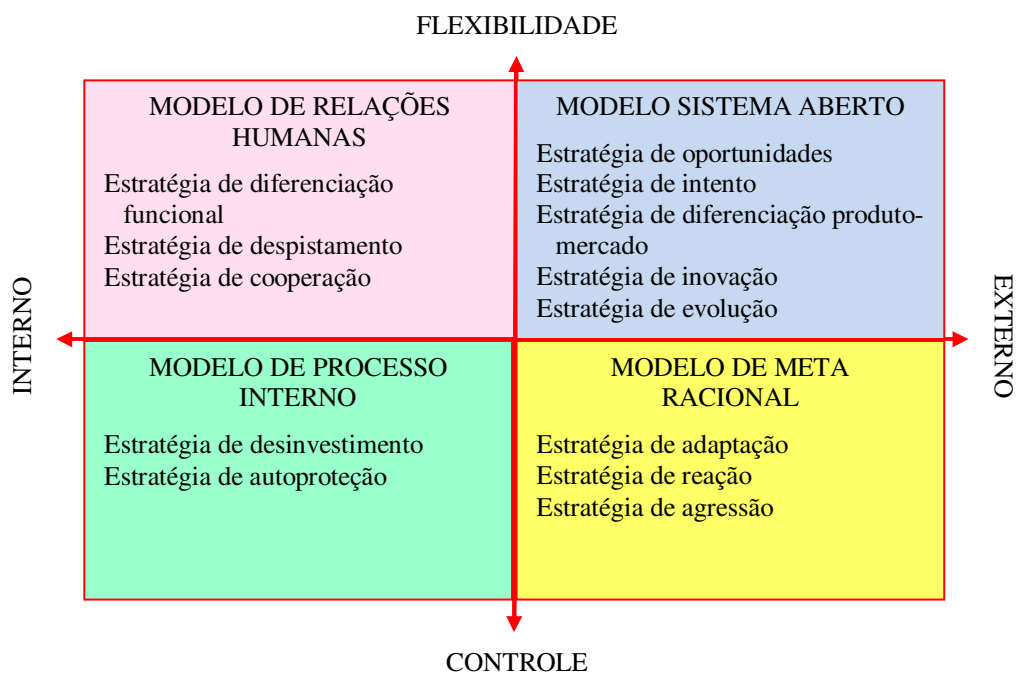 FLEXIBILIDADE
MODELO DE RELAÇÕES
HUMANAS
Estratégia de diferenciação
funcional
Estratégia de despistamento
Estratégia de cooperação
MODELO SISTEMA ABERTO
Estratégia de oportunidades
Estratégia de intento
Estratégia de diferenciação produto-
mercado
Estratégia de inovação
Estratégia de evolução
INTERNO
EXTERNO
MODELO DE PROCESSO
INTERNO
Estratégia de desinvestimento
Estratégia de autoproteção
MODELO DE META
RACIONAL
Estratégia de adaptação
Estratégia de reação
Estratégia de agressão
CONTROLE